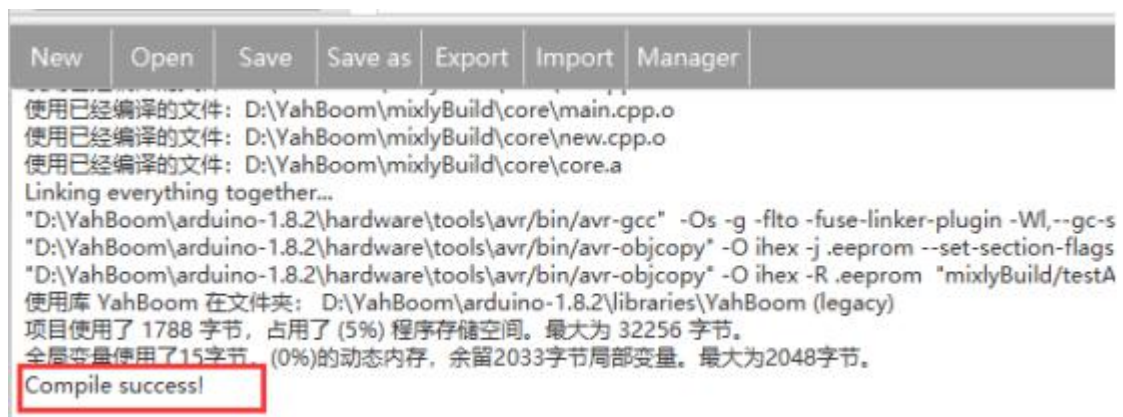 New Open Save Save as Export Import Manager
使用已经编译的文件: D:\YahBoom\mixlyBuild\core\main.cpp.o
使用已经编译的文件: D:\YahBoom\mixlyBuild\core\new.cpp.o
使用已经编译的文件: D:\YahBoom\mixlyBuild\core\core.a
Linking everything together...
"D:\YahBoom\arduino-1.8.2\hardware\tools\avr/bin/avr-gcc" -Os -g -flto -fuse-linker-plugin -Wl,--gc-s
"D:\YahBoom\arduino-1.8.2\hardware\tools\avr/bin/avr-objcopy" -O ihex -j .eeprom --set-section-flags
"D:\YahBoom\arduino-1.8.2\hardware\tools\avr/bin/avr-objcopy" -O ihex -R .eeprom "mixlyBuild/testA
使用库 YahBoom 在文件夹: D:\YahBoom\arduino-1.8.2\libraries\YahBoom (legacy)
项目使用了 1788 字节，占用了 (5%) 程序存储空间。最大为 32256 字节。
全局变量使用了15字节，(0%)的动态内存，余留2033字节局部变量。最大为2048字节。
Compile success!